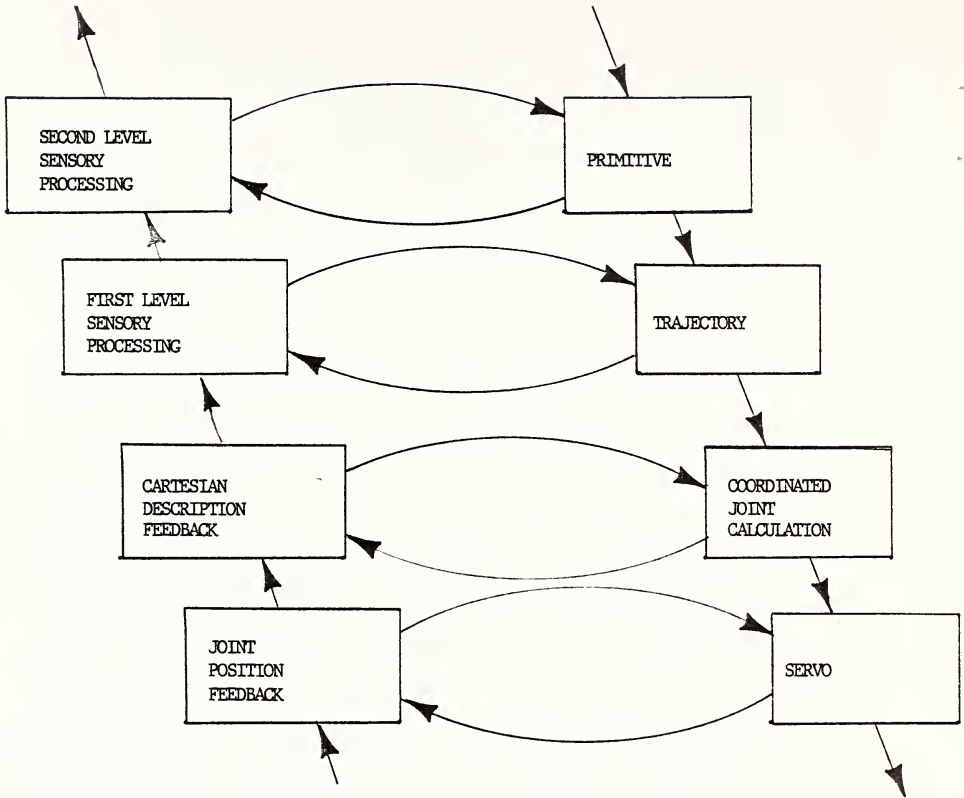 SECOND LEVEL
SENSORY
PROCESSING
PRIMITIVE
FIRST LEVEL
SENSORY
PROCESSING
TRAJECTORY
CARTESIAN
DESCRIPTION
FEEDBACK
COORDINATED
JOINT
CALCULATION
JOINT
POSITION
FEEDBACK
SERVO